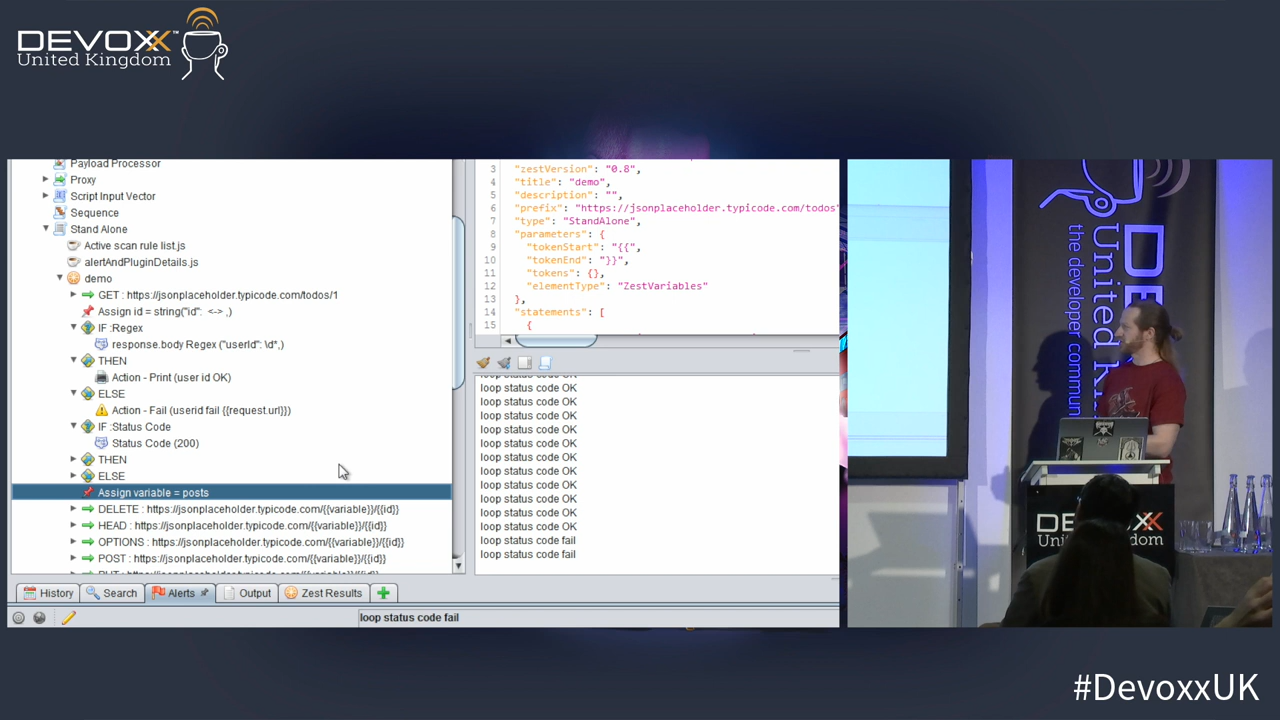 DEVOXX™
United Kingdom
Payload Processor
Proxy
Script Input Vector
Sequence
Stand Alone
Active scan rule list.js
alertAndPluginDetails.js
demo
GET : https://jsonplaceholder.typicode.com/todos/1
Assign id = string("id": <-> ,)
IF :Regex
response.body Regex ("userId": \d*,)
THEN
Action - Print (user id OK)
ELSE
Action - Fail (userid fail {{request.url}})
IF :Status Code
Status Code (200)
THEN
ELSE
Assign variable = posts
DELETE : https://jsonplaceholder.typicode.com/{{variable}}/{{id}}
HEAD : https://jsonplaceholder.typicode.com/{{variable}}/{{id}}
OPTIONS : https://jsonplaceholder.typicode.com/{{variable}}/{{id}}
POST : https://jsonplaceholder.typicode.com/{{variable}}/{{id}}
3 "zestVersion": "0.8",
4 "title": "demo",
5 "description": "",
6 "prefix": "https://jsonplaceholder.typicode.com/todos"
7 "type": "StandAlone",
8 "parameters": {
9 "tokenStart": "{{",
10 "tokenEnd": "}}",
11 "tokens": {},
12 "elementType": "ZestVariables"
13 },
14 "statements": [
15 {
loop status code OK
loop status code OK
loop status code OK
loop status code OK
loop status code OK
loop status code OK
loop status code OK
loop status code OK
loop status code OK
loop status code OK
loop status code OK
loop status code OK
loop status code fail
loop status code fail
History
Search
Alerts
Output
Zest Results
loop status code fail
DE
United K
the developer commun
DEVOXX
Uni Kingdom
#DevoxxUK